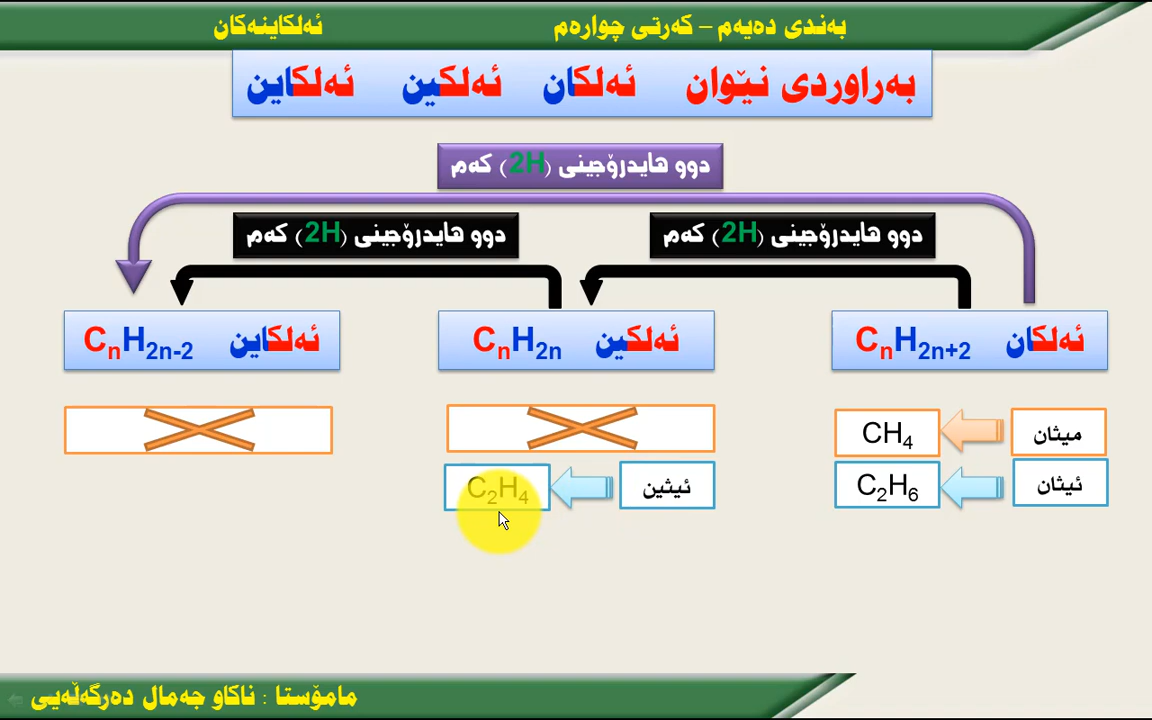 بەندی دەیەم – کەرتی چوارەم
ئەلکاینەکان
بەراوردی نێوان ئەلکان ئەلکین ئەلکاین
دوو هایدرۆجینی (2H) کەم
دوو هایدرۆجینی (2H) کەم
دوو هایدرۆجینی (2H) کەم
ئەلکان CₙH₂ₙ₊₂
ئەلکین CₙH₂ₙ
ئەلکاین CₙH₂ₙ₋₂
میثان
CH₄
ئیثان
C₂H₆
ئیثین
C₂H₄
مامۆستا : ناکاو جەمال دەرگەڵەیی